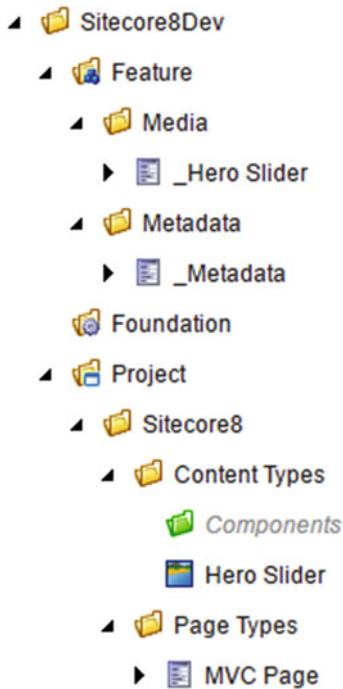 Sitecore8Dev
Feature
Media
_Hero Slider
Metadata
_Metadata
Foundation
Project
Sitecore8
Content Types
Components
Hero Slider
Page Types
MVC Page